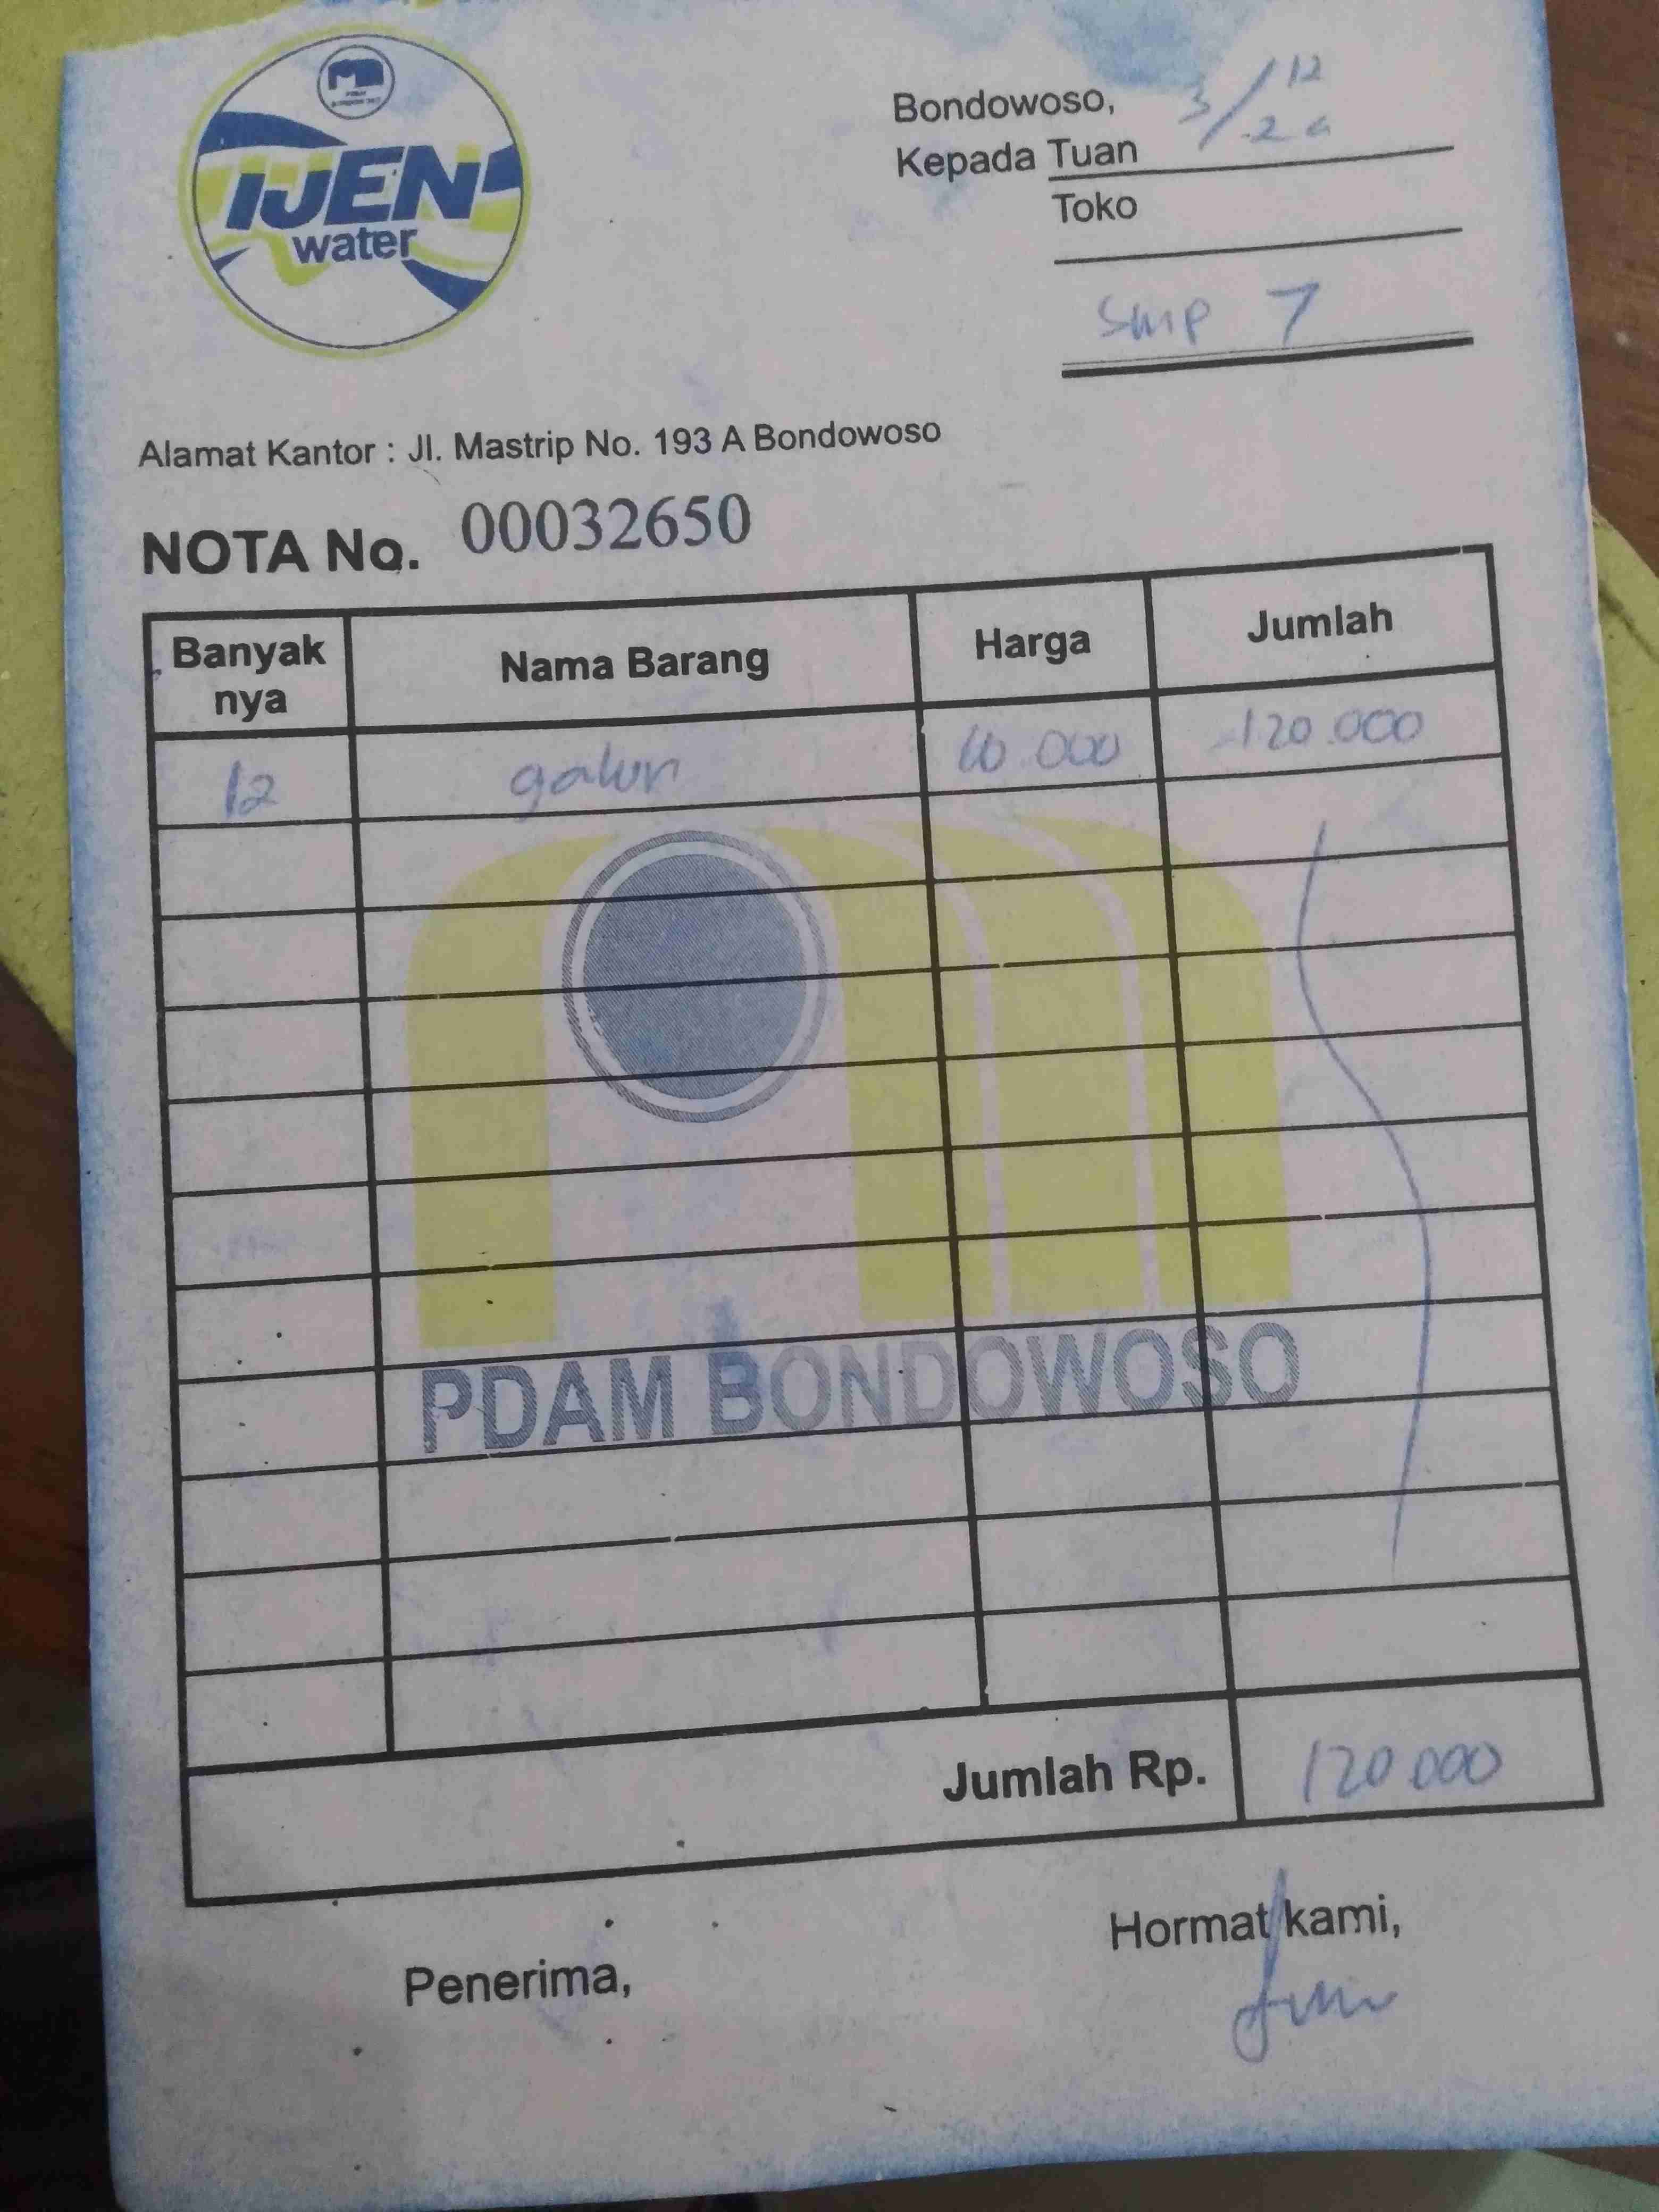 IJEN
water
Bondowoso, 3/12
Kepada Tuan
Toko
SMP 7
Alamat Kantor : Jl. Mastrip No. 193 A Bondowoso
NOTA No. 00032650
Banyak nya Nama Barang Harga Jumlah
12 galon 10.000 120.000
PDAM BONDOWOSO
Jumlah Rp. 120.000
Penerima,
Hormat kami,